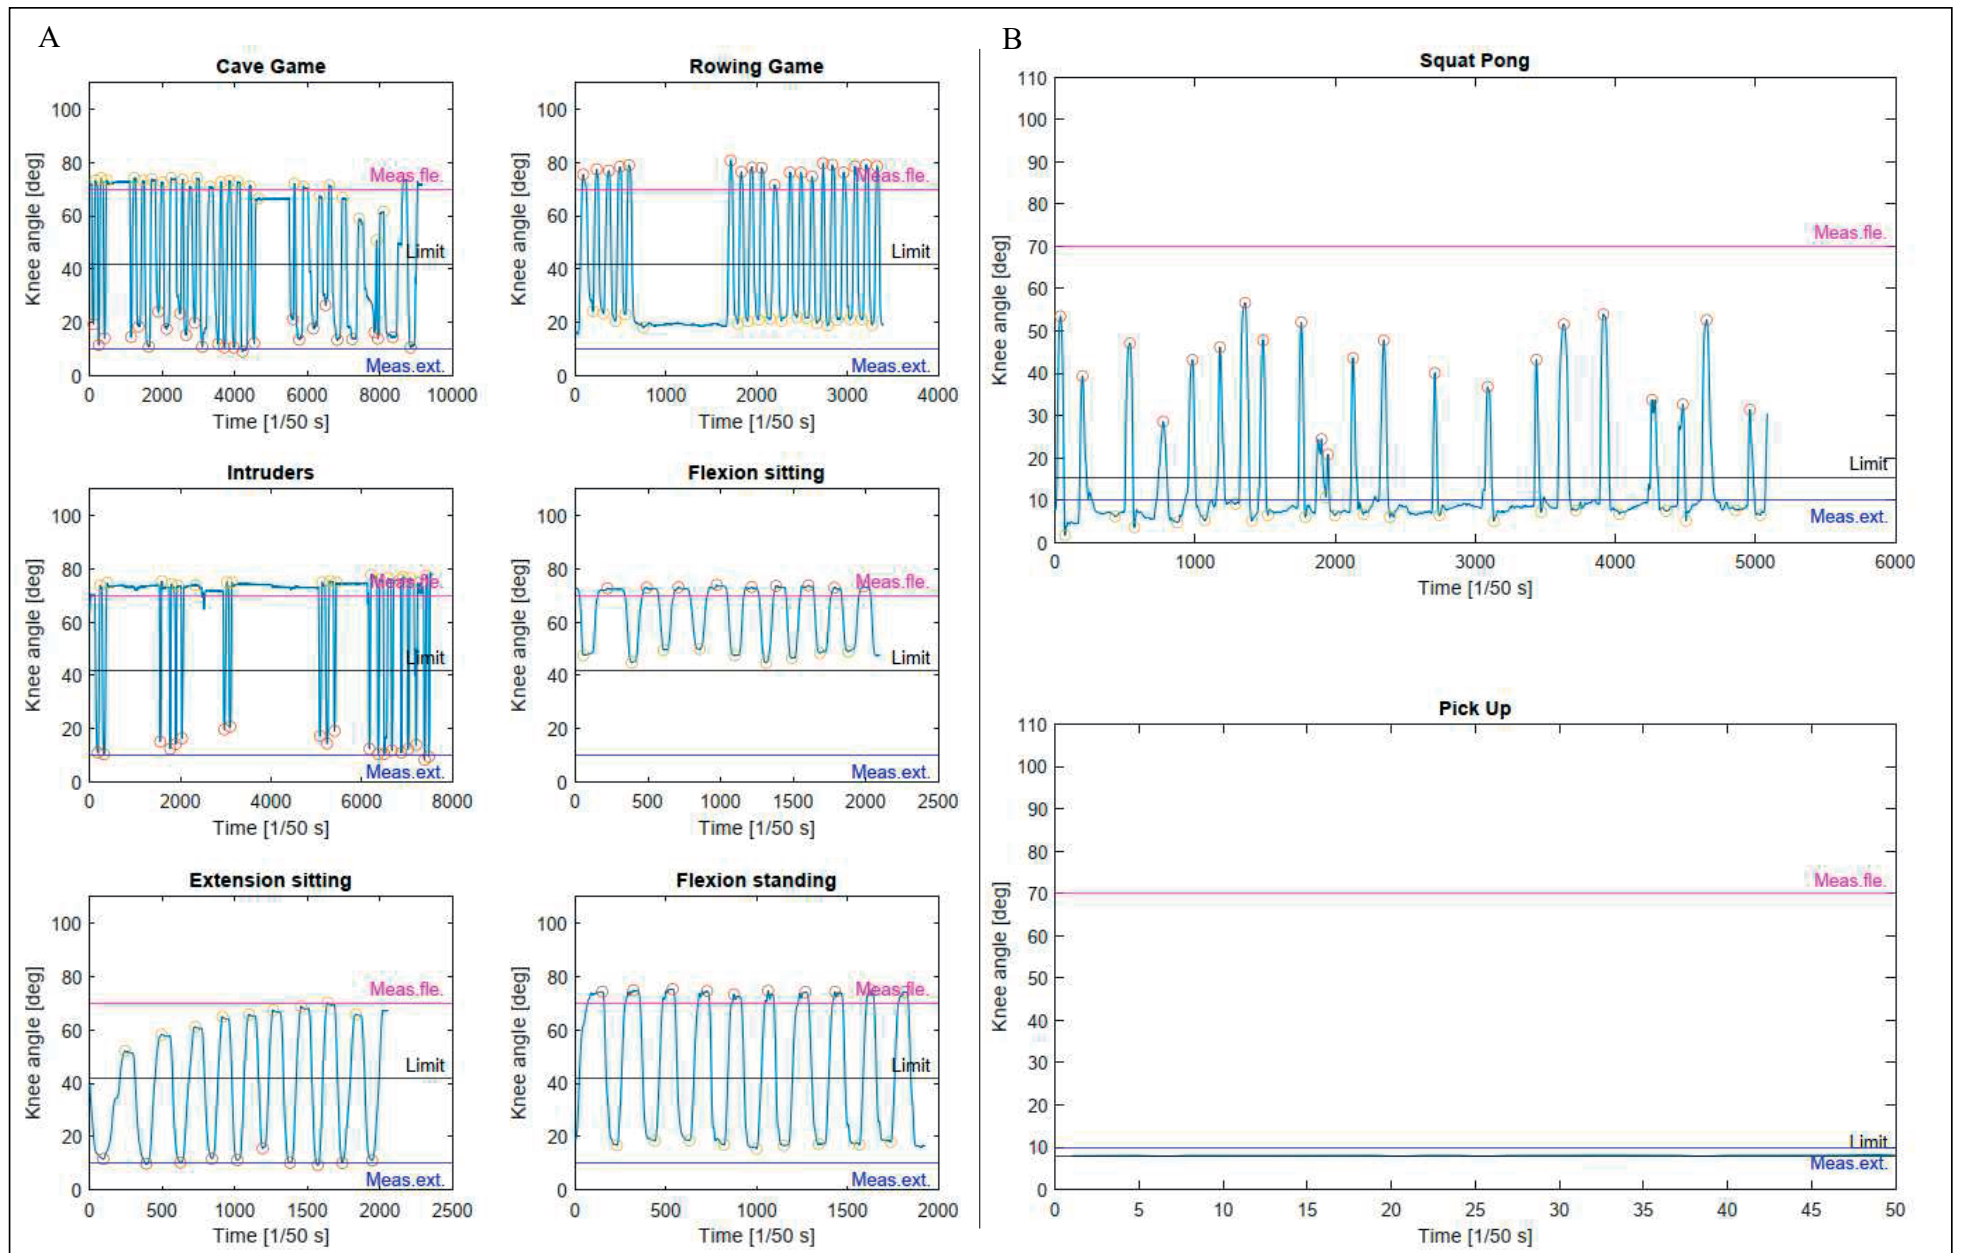 A
B
Cave Game
Knee angle [deg]
100
80
60
40
20
0
Meas.fle.
Limit
Meas.ext.
0 2000 4000 6000 8000 10000
Time [1/50 s]
Rowing Game
Knee angle [deg]
100
80
60
40
20
0
Meas.fle.
Limit
Meas.ext.
0 1000 2000 3000 4000
Time [1/50 s]
Intruders
Knee angle [deg]
100
80
60
40
20
0
Meas.fle.
Limit
Meas.ext.
0 2000 4000 6000 8000
Time [1/50 s]
Flexion sitting
Knee angle [deg]
100
80
60
40
20
0
Meas.fle.
Limit
Meas.ext.
0 500 1000 1500 2000 2500
Time [1/50 s]
Extension sitting
Knee angle [deg]
100
80
60
40
20
0
Meas.fle.
Limit
Meas.ext.
0 500 1000 1500 2000 2500
Time [1/50 s]
Flexion standing
Knee angle [deg]
100
80
60
40
20
0
Meas.fle.
Limit
Meas.ext.
0 500 1000 1500 2000
Time [1/50 s]
Squat Pong
Knee angle [deg]
110
100
90
80
70
60
50
40
30
20
10
0
Meas.fle.
Limit
Meas.ext.
0 1000 2000 3000 4000 5000 6000
Time [1/50 s]
Pick Up
Knee angle [deg]
110
100
90
80
70
60
50
40
30
20
10
0
Meas.fle.
Limit
Meas.ext.
0 5 10 15 20 25 30 35 40 45 50
Time [1/50 s]